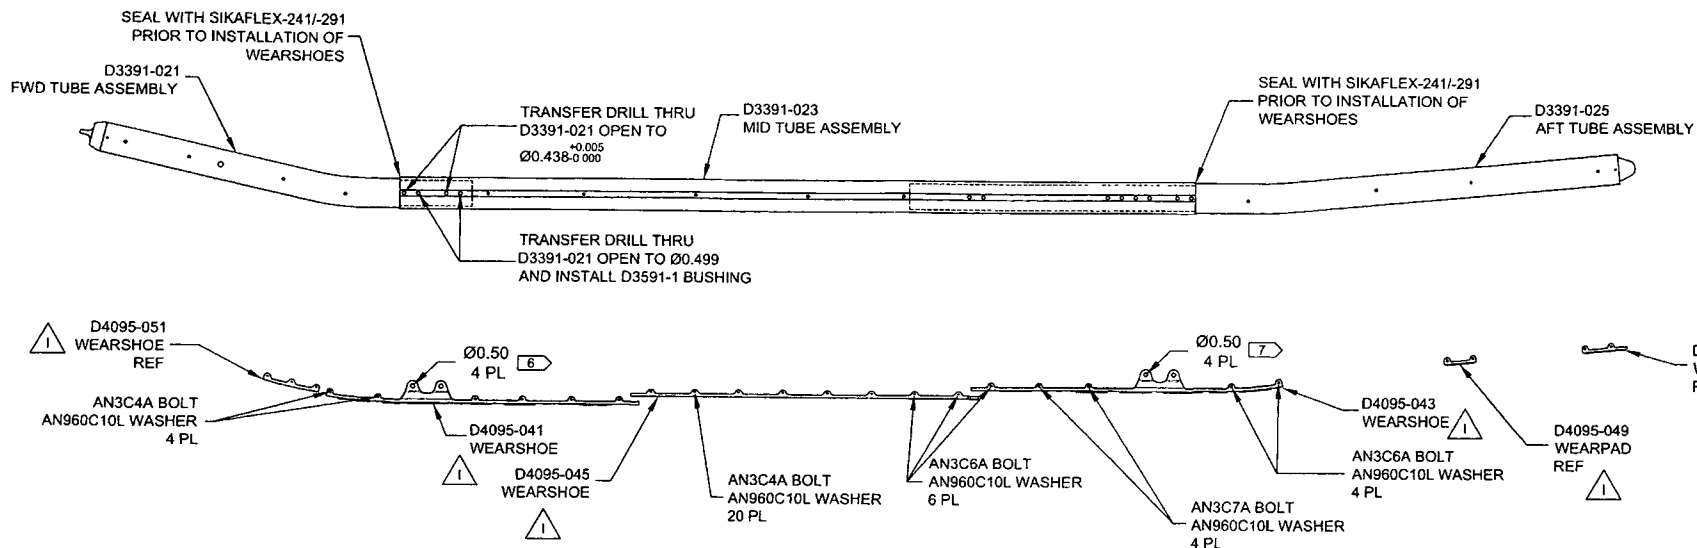 SEAL WITH SIKAFLEX-241/-291
PRIOR TO INSTALLATION OF
WEARSHOES
D3391-021
FWD TUBE ASSEMBLY
TRANSFER DRILL THRU
D3391-021 OPEN TO
Ø0.438 +0.005 -0.000
D3391-023
MID TUBE ASSEMBLY
SEAL WITH SIKAFLEX-241/-291
PRIOR TO INSTALLATION OF
WEARSHOES
D3391-025
AFT TUBE ASSEMBLY
TRANSFER DRILL THRU
D3391-021 OPEN TO Ø0.499
AND INSTALL D3591-1 BUSHING
1
D4095-051
WEARSHOE
REF
Ø0.50
4 PL
6
AN3C4A BOLT
AN960C10L WASHER
4 PL
D4095-041
WEARSHOE
1
D4095-045
WEARSHOE
1
AN3C4A BOLT
AN960C10L WASHER
20 PL
AN3C6A BOLT
AN960C10L WASHER
6 PL
Ø0.50
4 PL
7
AN3C7A BOLT
AN960C10L WASHER
4 PL
AN3C6A BOLT
AN960C10L WASHER
4 PL
D4095-043
WEARSHOE
1
D4095-049
WEARPAD
REF
1